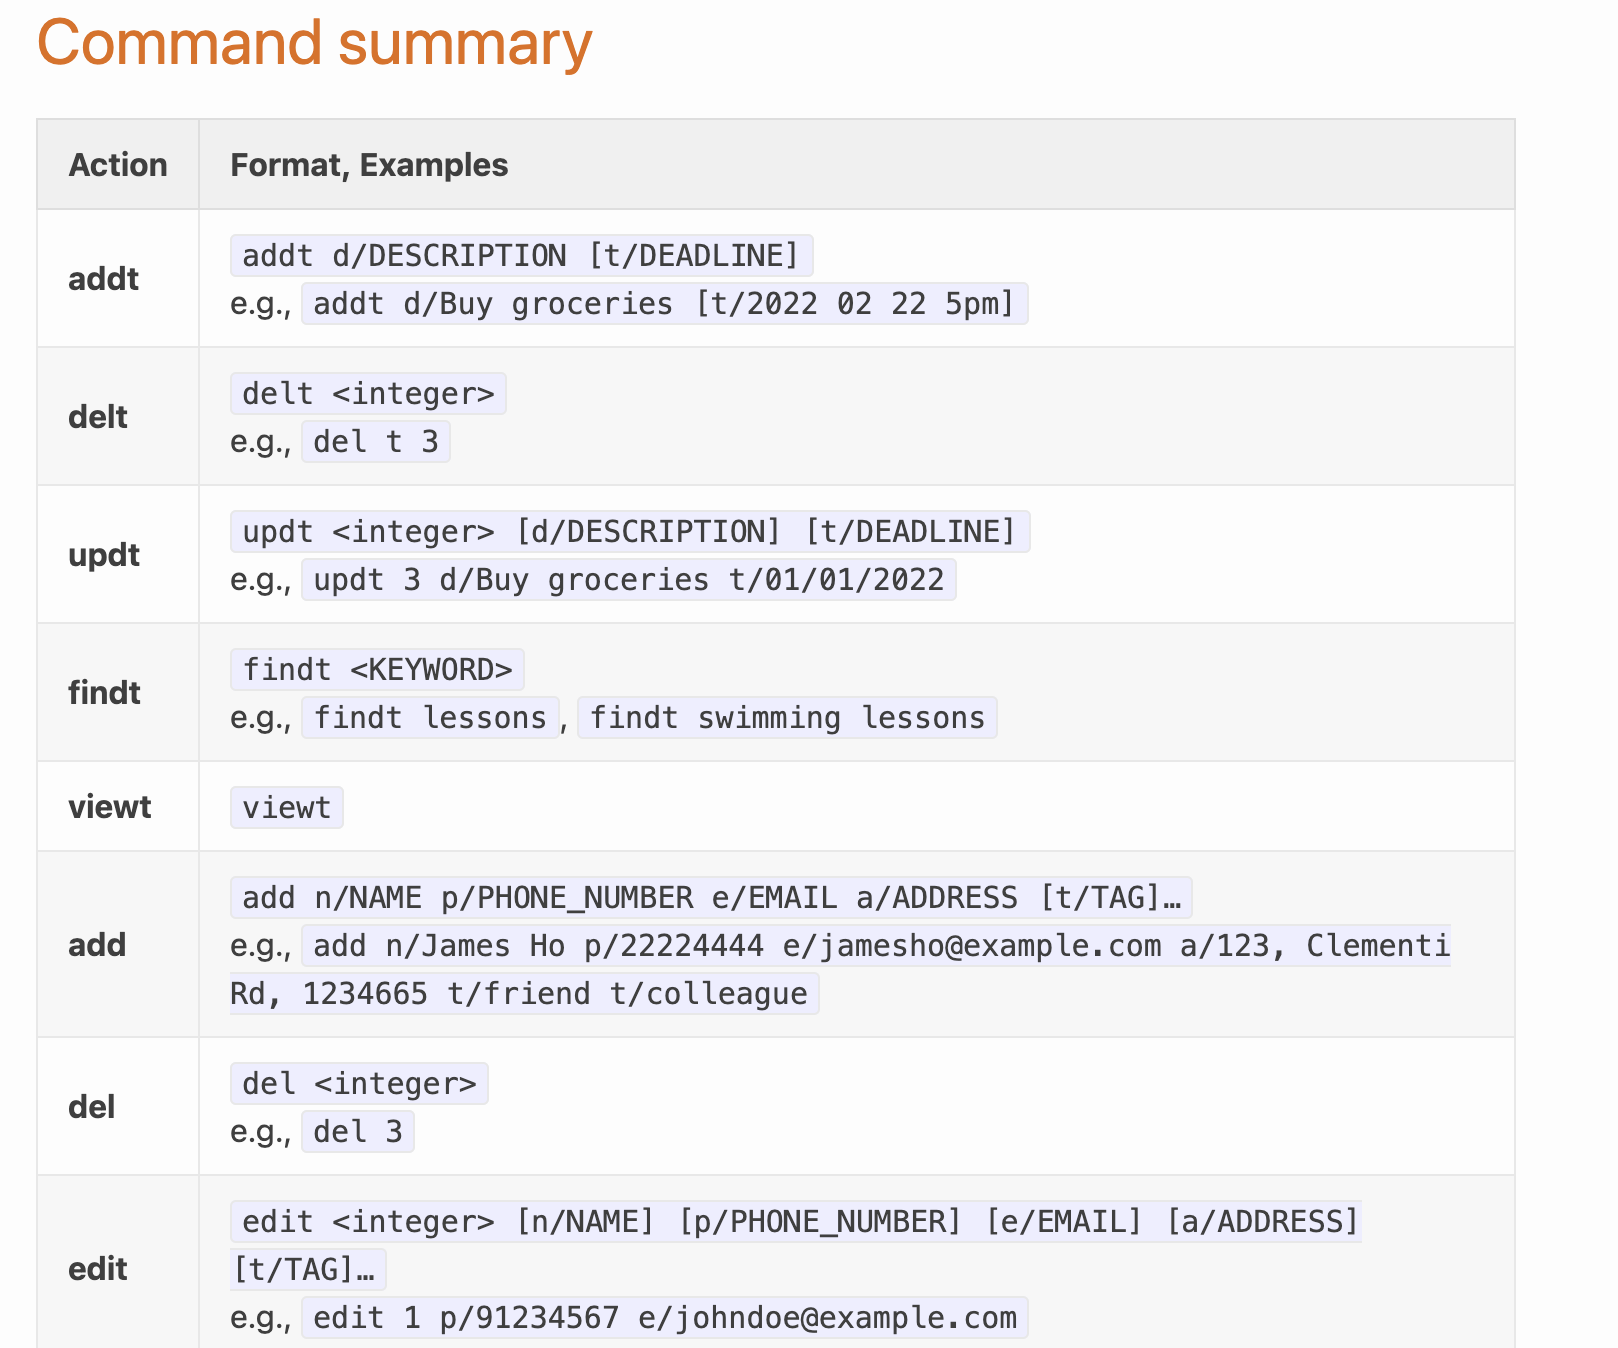 Command summary
Action Format, Examples
addt
addt d/DESCRIPTION [t/DEADLINE]
e.g., addt d/Buy groceries [t/2022 02 22 5pm]
delt
delt <integer>
e.g., del t 3
updt
updt <integer> [d/DESCRIPTION] [t/DEADLINE]
e.g., updt 3 d/Buy groceries t/01/01/2022
findt
findt <KEYWORD>
e.g., findt lessons, findt swimming lessons
viewt
viewt
add
add n/NAME p/PHONE_NUMBER e/EMAIL a/ADDRESS [t/TAG]…
e.g., add n/James Ho p/22224444 e/jamesho@example.com a/123, Clementi
Rd, 1234665 t/friend t/colleague
del
del <integer>
e.g., del 3
edit
edit <integer> [n/NAME] [p/PHONE_NUMBER] [e/EMAIL] [a/ADDRESS]
[t/TAG]…
e.g., edit 1 p/91234567 e/johndoe@example.com